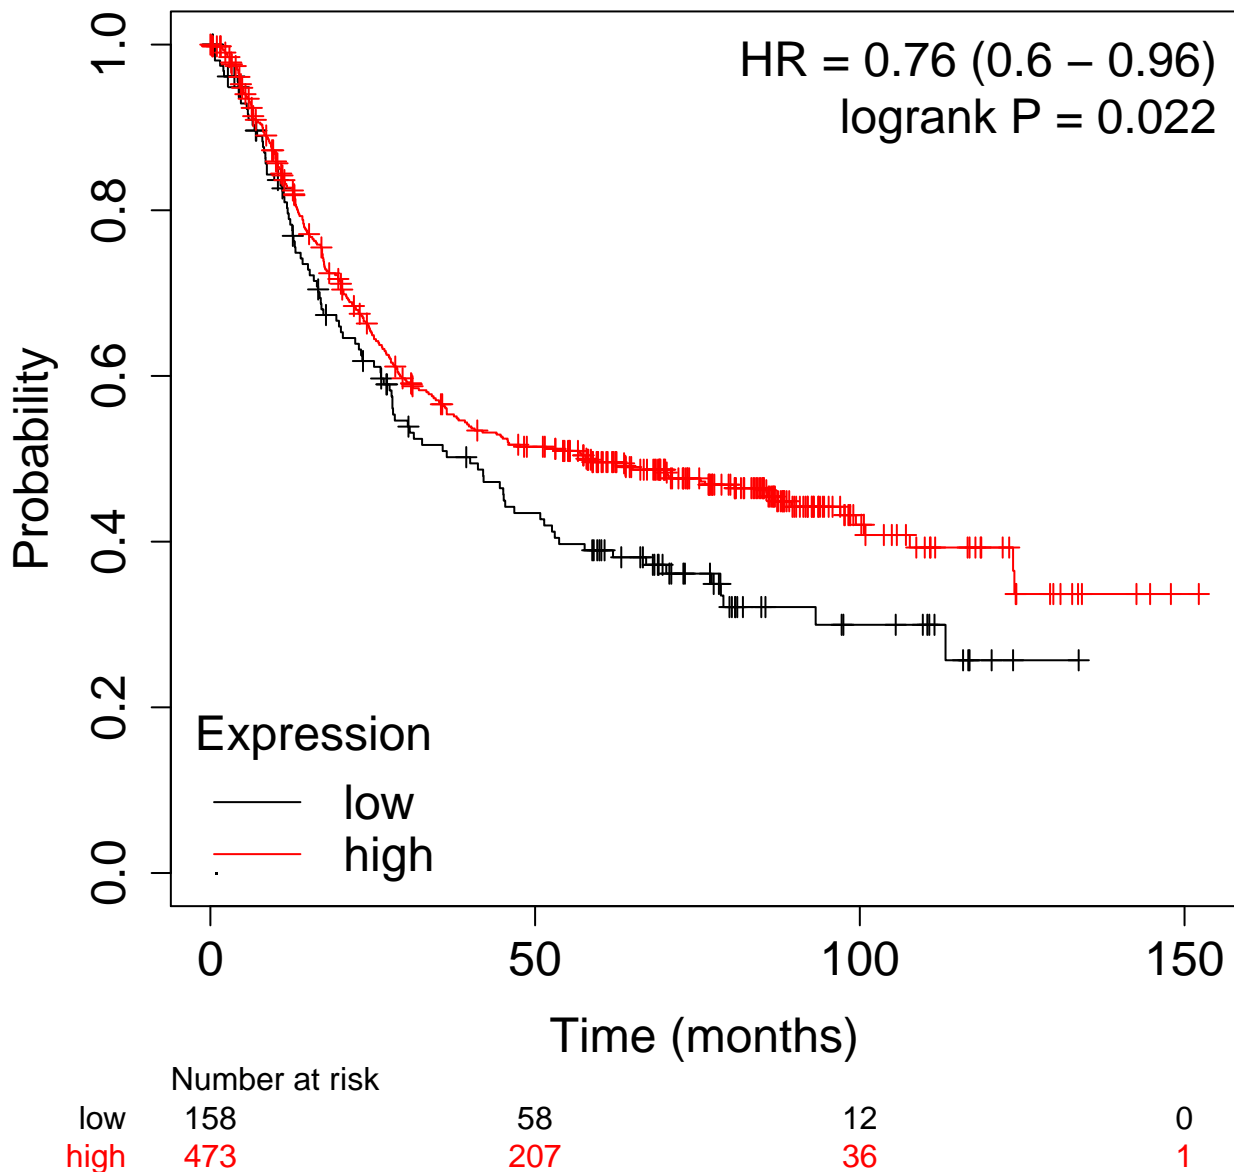 HR = 0.76 (0.6 − 0.96)
logrank P = 0.022
Probability
1.0
0.8
0.6
0.4
0.2
0.0
Expression
low
high
0 50 100 150
Time (months)
Number at risk
low 158 58 12 0
high 473 207 36 1